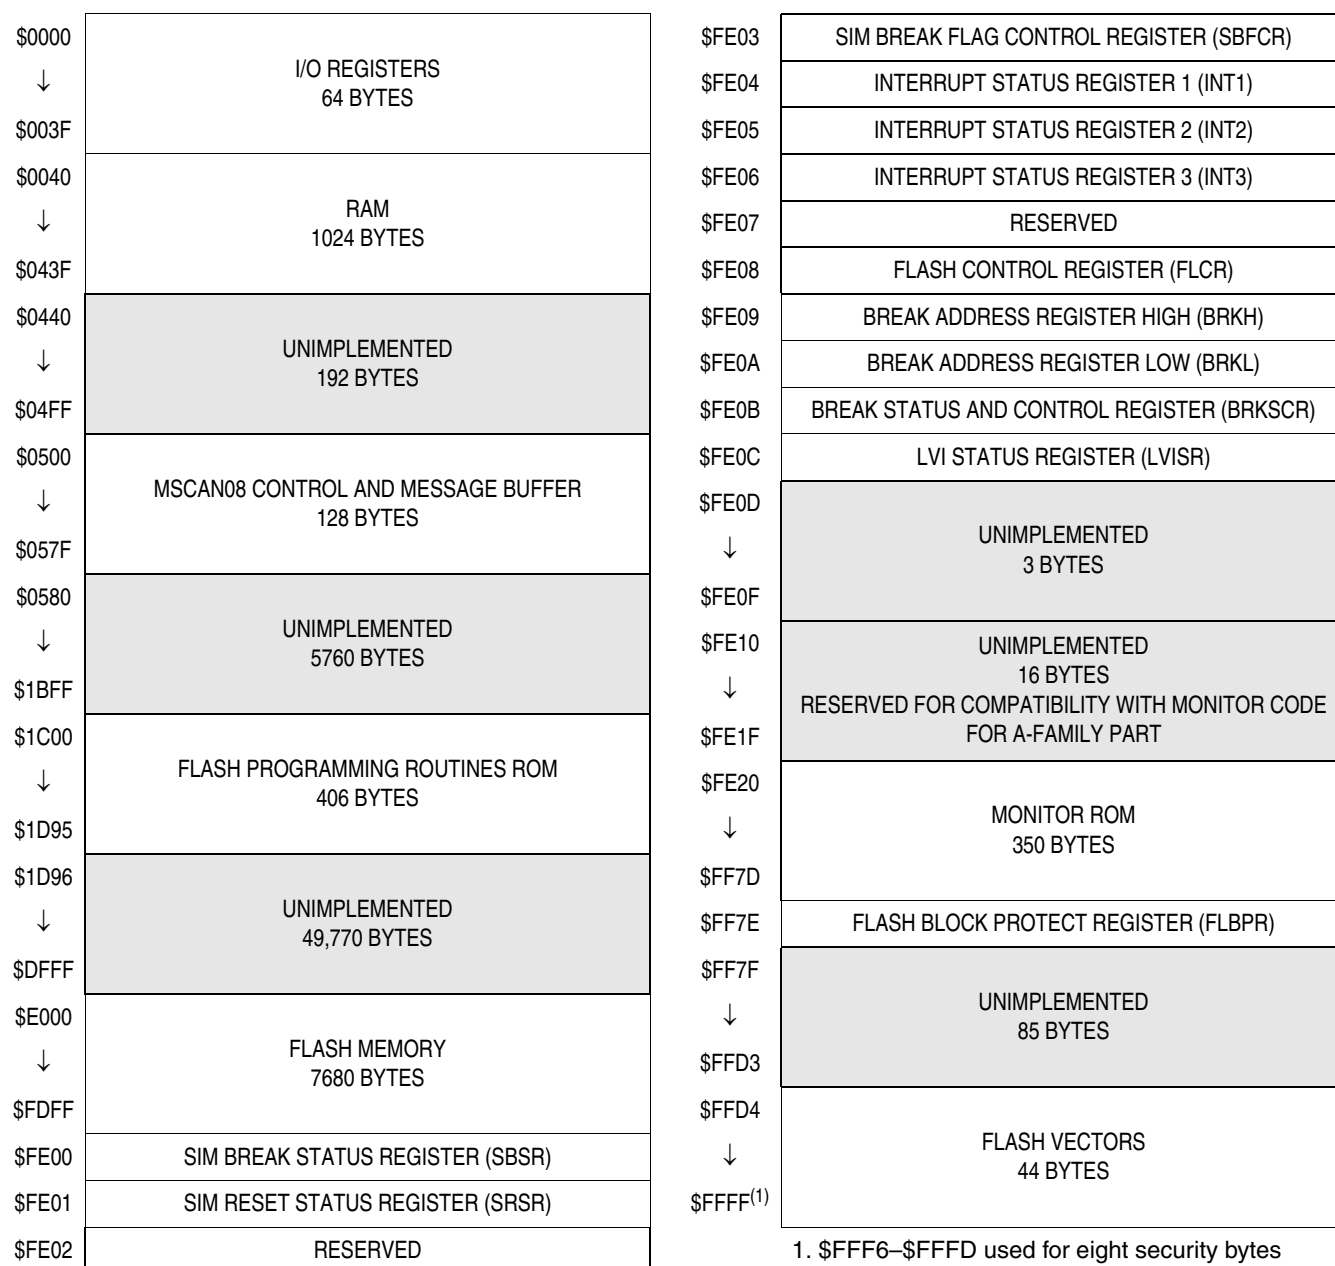 $0000
↓
$003F
I/O REGISTERS
64 BYTES
$0040
↓
$043F
RAM
1024 BYTES
$0440
↓
$04FF
UNIMPLEMENTED
192 BYTES
$0500
↓
$057F
MSCAN08 CONTROL AND MESSAGE BUFFER
128 BYTES
$0580
↓
$1BFF
UNIMPLEMENTED
5760 BYTES
$1C00
↓
$1D95
FLASH PROGRAMMING ROUTINES ROM
406 BYTES
$1D96
↓
$DFFF
UNIMPLEMENTED
49,770 BYTES
$E000
↓
$FDFF
FLASH MEMORY
7680 BYTES
$FE00 SIM BREAK STATUS REGISTER (SBSR)
$FE01 SIM RESET STATUS REGISTER (SRSR)
$FE02 RESERVED
$FE03 SIM BREAK FLAG CONTROL REGISTER (SBFCR)
$FE04 INTERRUPT STATUS REGISTER 1 (INT1)
$FE05 INTERRUPT STATUS REGISTER 2 (INT2)
$FE06 INTERRUPT STATUS REGISTER 3 (INT3)
$FE07 RESERVED
$FE08 FLASH CONTROL REGISTER (FLCR)
$FE09 BREAK ADDRESS REGISTER HIGH (BRKH)
$FE0A BREAK ADDRESS REGISTER LOW (BRKL)
$FE0B BREAK STATUS AND CONTROL REGISTER (BRKSCR)
$FE0C LVI STATUS REGISTER (LVISR)
$FE0D
↓
$FE0F
UNIMPLEMENTED
3 BYTES
$FE10
↓
$FE1F
UNIMPLEMENTED
16 BYTES
RESERVED FOR COMPATIBILITY WITH MONITOR CODE
FOR A-FAMILY PART
$FE20
↓
$FF7D
MONITOR ROM
350 BYTES
$FF7E FLASH BLOCK PROTECT REGISTER (FLBPR)
$FF7F
↓
$FFD3
UNIMPLEMENTED
85 BYTES
$FFD4
↓
$FFFF(1)
FLASH VECTORS
44 BYTES
1. $FFF6–$FFFD used for eight security bytes